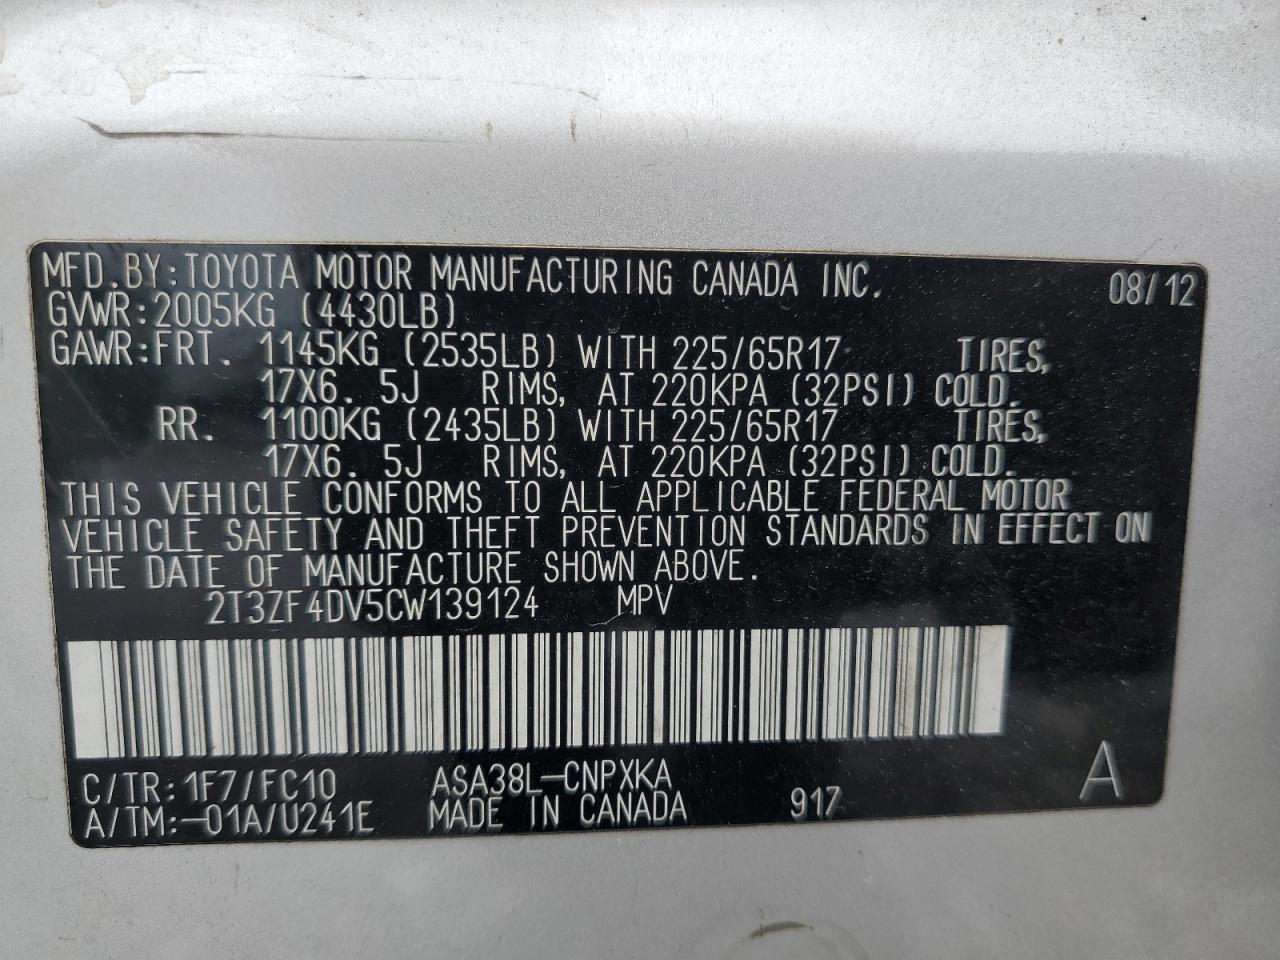 MFD.BY:TOYOTA MOTOR MANUFACTURING CANADA INC. 08/12
GVWR:2005KG (4430LB)
GAWR:FRT. 1145KG (2535LB) WITH 225/65R17 TIRES,
17X6. 5J RIMS, AT 220KPA (32PSI) COLD.
RR. 1100KG (2435LB) WITH 225/65R17 TIRES,
17X6. 5J RIMS, AT 220KPA (32PSI) COLD.
THIS VEHICLE CONFORMS TO ALL APPLICABLE FEDERAL MOTOR
VEHICLE SAFETY AND THEFT PREVENTION STANDARDS IN EFFECT ON
THE DATE OF MANUFACTURE SHOWN ABOVE.
2T3ZF4DV5CW139124 MPV
C/TR:1F7/FC10 ASA38L-CNPXKA A
A/TM:-01A/U241E MADE IN CANADA 917